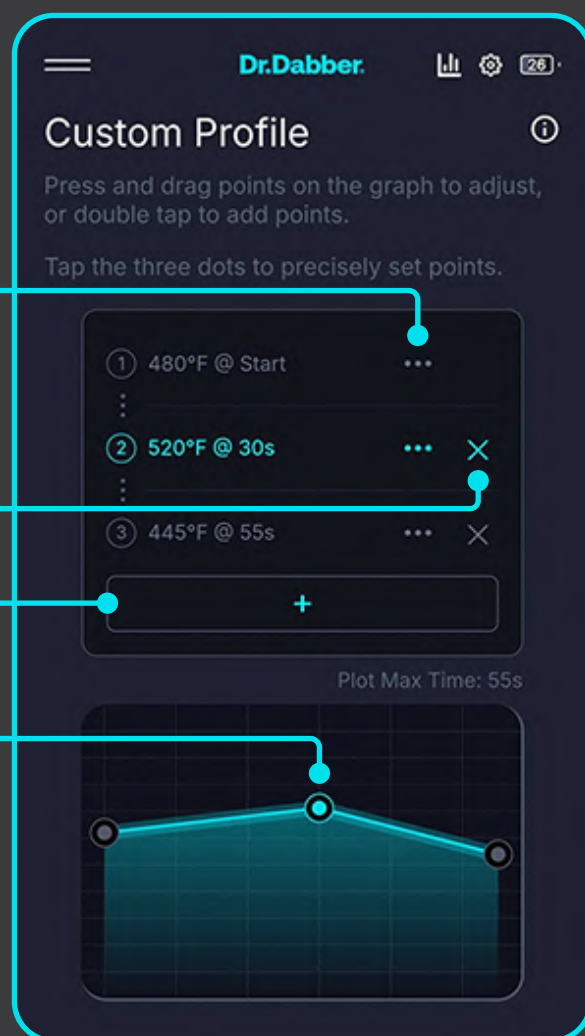 Dr.Dabber.
26
Custom Profile
Press and drag points on the graph to adjust,
or double tap to add points.
Tap the three dots to precisely set points.
1 480°F @ Start ...
2 520°F @ 30s ...
3 445°F @ 55s ...
+
Plot Max Time: 55s